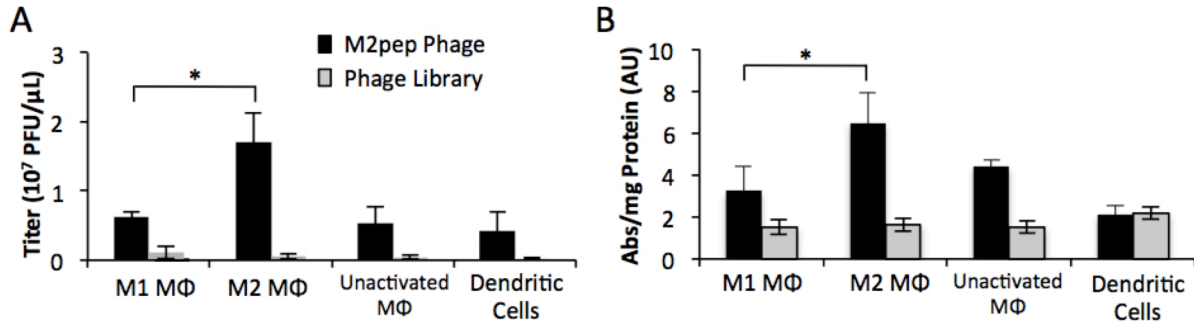 A
Titer (10⁷ PFU/μL)
3
2
1
0
*
M2pep Phage
Phage Library
M1 MΦ
M2 MΦ
Unactivated
MΦ
Dendritic
Cells
B
Abs/mg Protein (AU)
10
8
6
4
2
0
*
M1 MΦ
M2 MΦ
Unactivated
MΦ
Dendritic
Cells